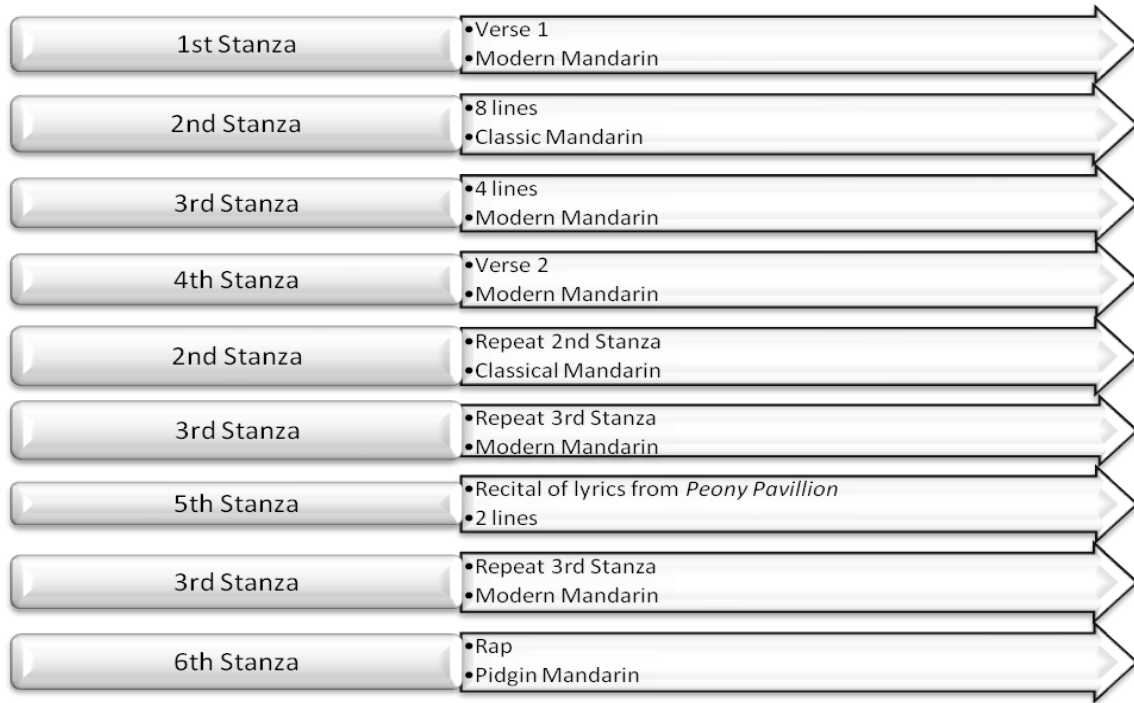 1st Stanza
•Verse 1
•Modern Mandarin
2nd Stanza
•8 lines
•Classic Mandarin
3rd Stanza
•4 lines
•Modern Mandarin
4th Stanza
•Verse 2
•Modern Mandarin
2nd Stanza
•Repeat 2nd Stanza
•Classical Mandarin
3rd Stanza
•Repeat 3rd Stanza
•Modern Mandarin
5th Stanza
•Recital of lyrics from Peony Pavillion
•2 lines
3rd Stanza
•Repeat 3rd Stanza
•Modern Mandarin
6th Stanza
•Rap
•Pidgin Mandarin